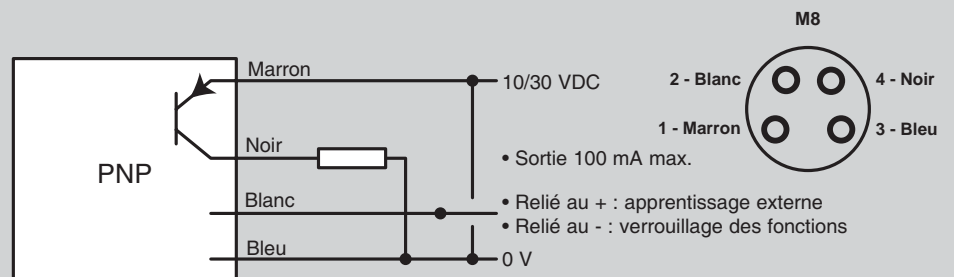 M8
Marron
10/30 VDC
2 - Blanc
4 - Noir
1 - Marron
3 - Bleu
Noir
• Sortie 100 mA max.
PNP
Blanc
• Relié au + : apprentissage externe
• Relié au - : verrouillage des fonctions
Bleu
0 V